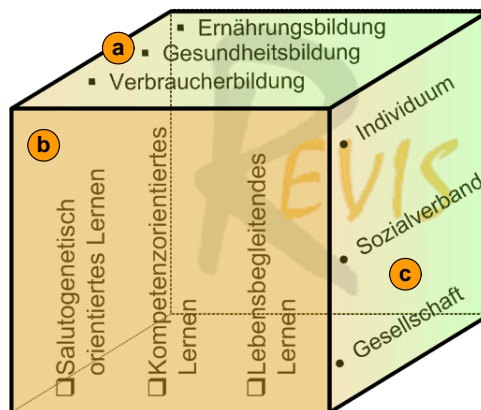 ▪ Ernährungsbildung
a
▪ Gesundheitsbildung
▪ Verbraucherbildung
b
❑Salutogenetisch
orientiertes Lernen
❑Kompetenzorientiertes
Lernen
❑Lebensbegleitendes
Lernen
REVIS
• Individuum
• Sozialverband
c
• Gesellschaft